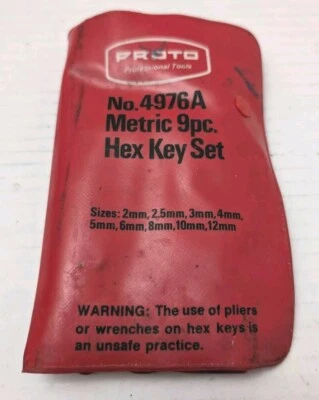 PROTO
Professional Tools
No.4976A
Metric 9pc.
Hex Key Set
Sizes: 2mm, 2.5mm, 3mm, 4mm,
5mm, 6mm, 8mm, 10mm, 12mm
WARNING: The use of pliers
or wrenches on hex keys is
an unsafe practice.